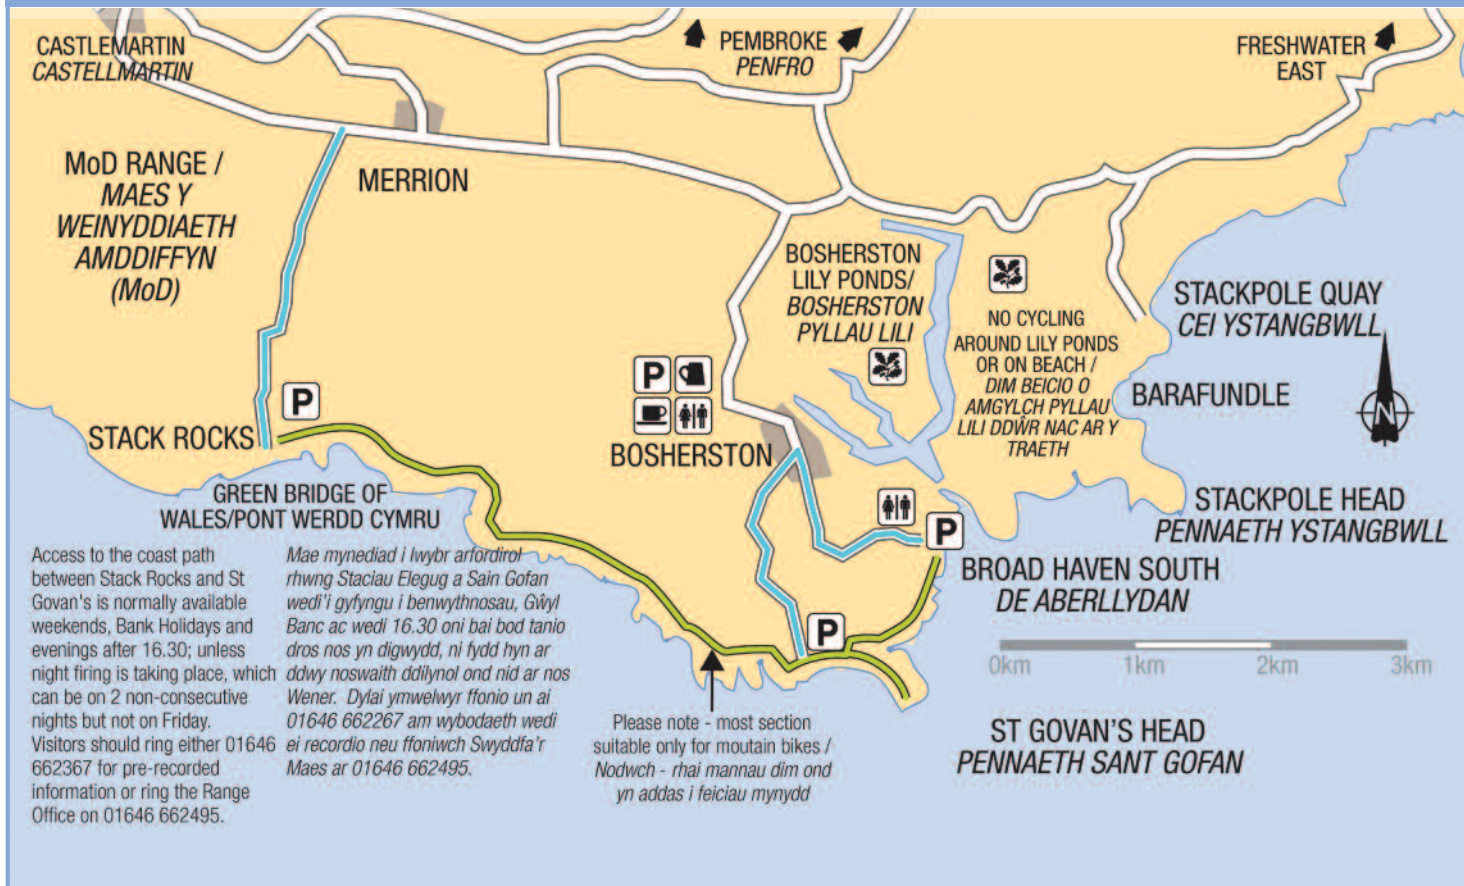 CASTLEMARTIN
CASTELLMARTIN
PEMBROKE
PENFRO
FRESHWATER
EAST
MoD RANGE /
MAES Y
WEINYDDIAETH
AMDDIFFYN
(MoD)
MERRION
BOSHERSTON
LILY PONDS/
BOSHERSTON
PYLLAU LILI
NO CYCLING
AROUND LILY PONDS
OR ON BEACH /
DIM BEICIO O
AMGYLCH PYLLAU
LILI DDŴR NAC AR Y
TRAETH
STACKPOLE QUAY
CEI YSTANGBWLL
BARAFUNDLE
N
P
STACK ROCKS
P
BOSHERSTON
GREEN BRIDGE OF
WALES/PONT WERDD CYMRU
STACKPOLE HEAD
PENNAETH YSTANGBWLL
P
BROAD HAVEN SOUTH
DE ABERLLYDAN
P
0km 1km 2km 3km
ST GOVAN'S HEAD
PENNAETH SANT GOFAN
Access to the coast path
between Stack Rocks and St
Govan's is normally available
weekends, Bank Holidays and
evenings after 16.30; unless
night firing is taking place, which
can be on 2 non-consecutive
nights but not on Friday.
Visitors should ring either 01646
662367 for pre-recorded
information or ring the Range
Office on 01646 662495.
Mae mynediad i lwybr arfordirol
rhwng Staciau Elegug a Sain Gofan
wedi'i gyfyngu i benwythnosau, Gŵyl
Banc ac wedi 16.30 oni bai bod tanio
dros nos yn digwydd, ni fydd hyn ar
ddwy noswaith ddilynol ond nid ar nos
Wener. Dylai ymwelwyr ffonio un ai
01646 662267 am wybodaeth wedi
ei recordio neu ffoniwch Swyddfa'r
Maes ar 01646 662495.
Please note - most section
suitable only for moutain bikes /
Nodwch - rhai mannau dim ond
yn addas i feiciau mynydd